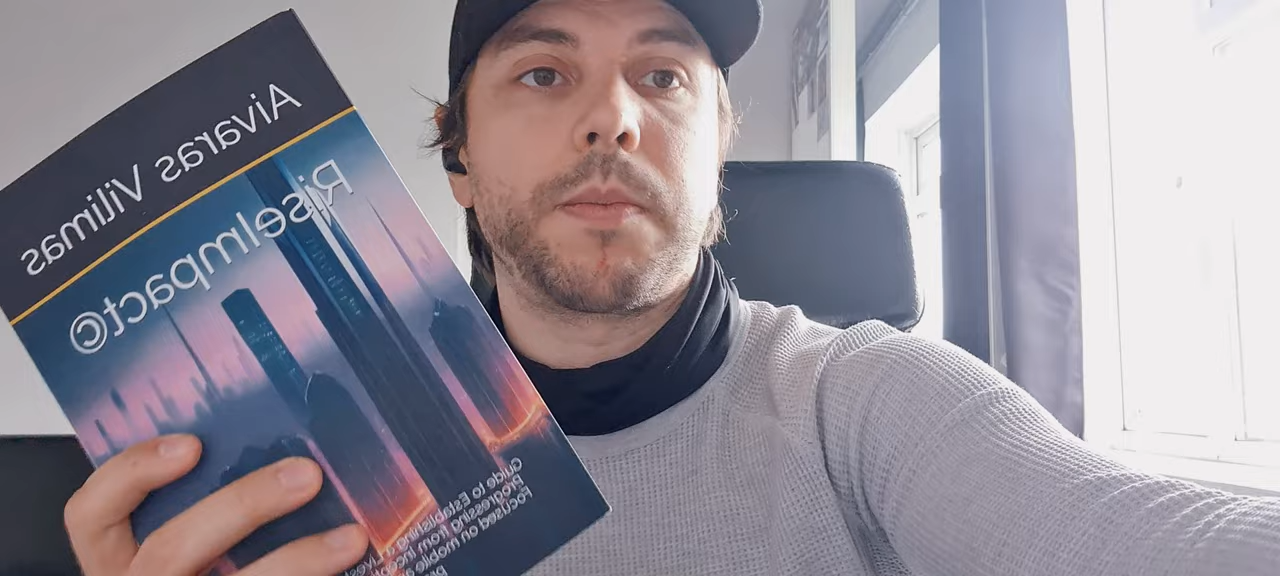 Aivaras Vilimas
RiseImpact©
Guide to Establishing a
Progressing from
Focused on mobile